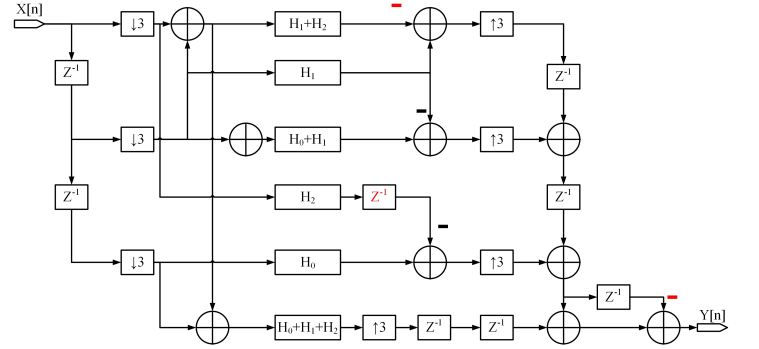 X[n]
↓3
H₁+H₂
↑3
Z⁻¹
H₁
Z⁻¹
↓3
H₀+H₁
↑3
Z⁻¹
H₂
Z⁻¹
Z⁻¹
↓3
H₀
↑3
Z⁻¹
H₀+H₁+H₂
↑3
Z⁻¹
Z⁻¹
Y[n]